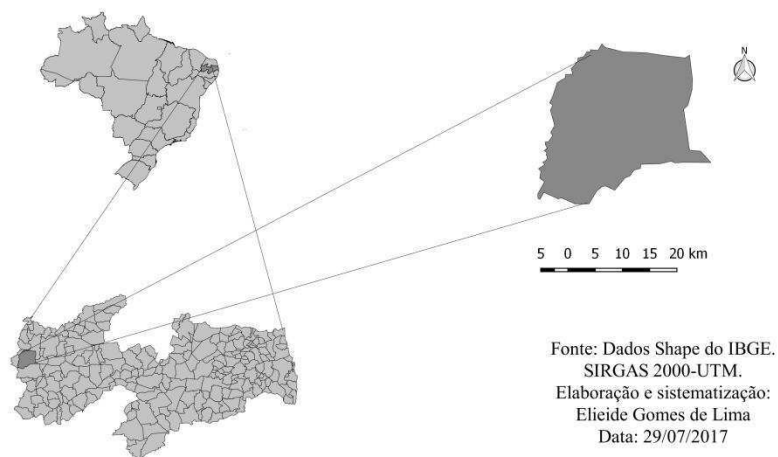 N
5 0 5 10 15 20 km
Fonte: Dados Shape do IBGE.
SIRGAS 2000-UTM.
Elaboração e sistematização:
Elieide Gomes de Lima
Data: 29/07/2017